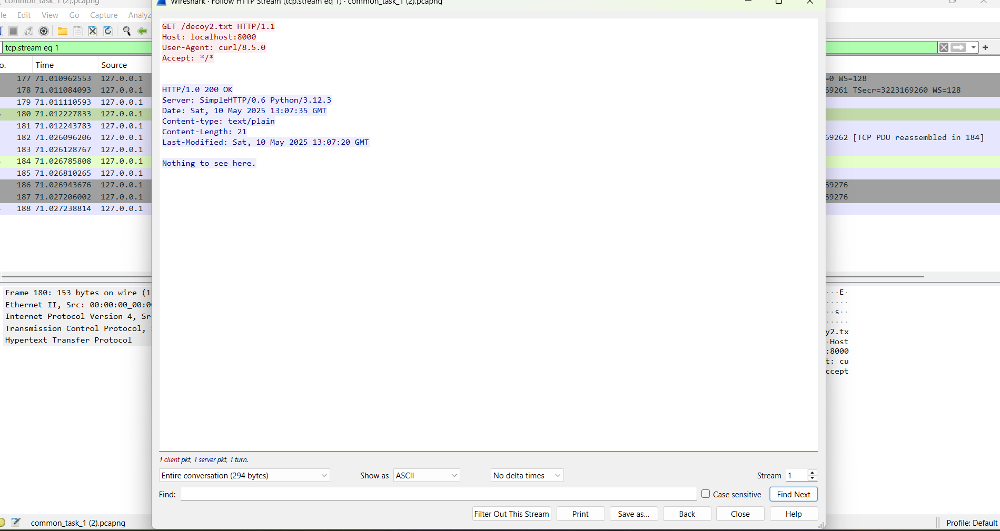 common_task_1 (2).pcapng
Wireshark · Follow HTTP Stream (tcp.stream eq 1) · common_task_1 (2).pcapng
le Edit View Go Capture Analyz
tcp.stream eq 1
o. Time Source
177 71.010962553 127.0.0.1 =0 WS=128
178 71.011084093 127.0.0.1 59261 TSecr=3223169260 WS=128
179 71.011110593 127.0.0.1
180 71.012227833 127.0.0.1
181 71.012243783 127.0.0.1
182 71.026096206 127.0.0.1 59262 [TCP PDU reassembled in 184]
183 71.026128767 127.0.0.1
184 71.026785808 127.0.0.1
185 71.026810265 127.0.0.1
186 71.026943676 127.0.0.1 59276
187 71.027206002 127.0.0.1 59276
188 71.027238814 127.0.0.1
Frame 180: 153 bytes on wire (1
Ethernet II, Src: 00:00:00_00:0
Internet Protocol Version 4, Sr
Transmission Control Protocol,
Hypertext Transfer Protocol
GET /decoy2.txt HTTP/1.1
Host: localhost:8000
User-Agent: curl/8.5.0
Accept: */*
HTTP/1.0 200 OK
Server: SimpleHTTP/0.6 Python/3.12.3
Date: Sat, 10 May 2025 13:07:35 GMT
Content-type: text/plain
Content-Length: 21
Last-Modified: Sat, 10 May 2025 13:07:20 GMT
Nothing to see here.
···E·
·····
··s··
·····
y2.tx
·Host
:8000
t: cu
ccept
1 client pkt, 1 server pkt, 1 turn.
Entire conversation (294 bytes) Show as ASCII No delta times Stream 1
Find: Case sensitive Find Next
Filter Out This Stream Print Save as... Back Close Help
common_task_1 (2).pcapng Profile: Default